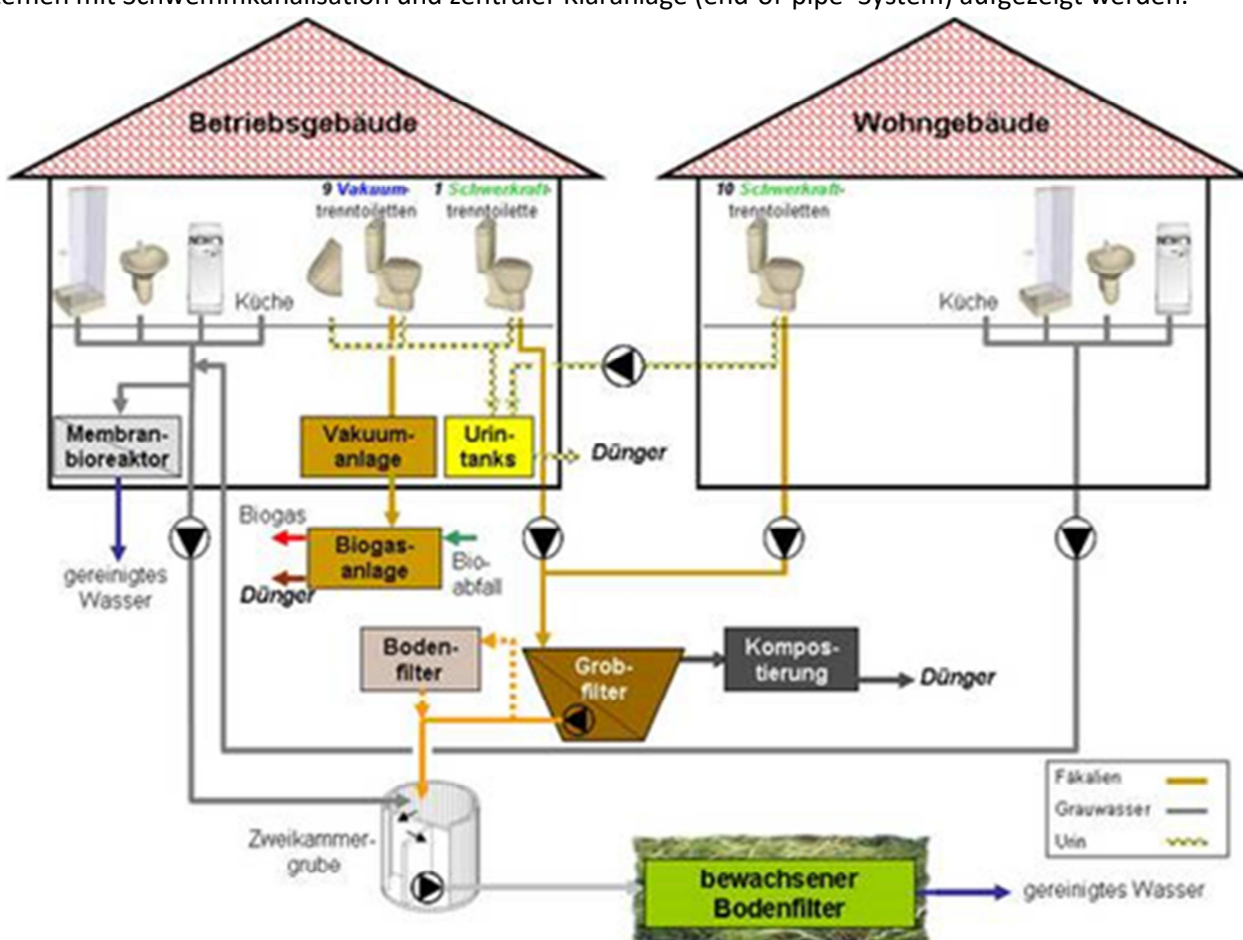 ternen mit Schwemmkanalisation und zentraler Kläranlage (end-of-pipe- System) aufgezeigt werden.
Betriebsgebäude
Wohngebäude
9 Vakuum-
trenntoiletten
1 Schwerkraft-
trenntoilette
10 Schwerkraft-
trenntoiletten
Küche
Küche
Membran-
bioreaktor
Vakuum-
anlage
Urin-
tanks
Dünger
Biogas
Biogas-
anlage
Bio-
abfall
Dünger
gereinigtes
Wasser
Boden-
filter
Grob-
filter
Kompos-
tierung
Dünger
Fäkalien
Grauwasser
Urin
Zweikammer-
grube
bewachsener
Bodenfilter
gereinigtes Wasser